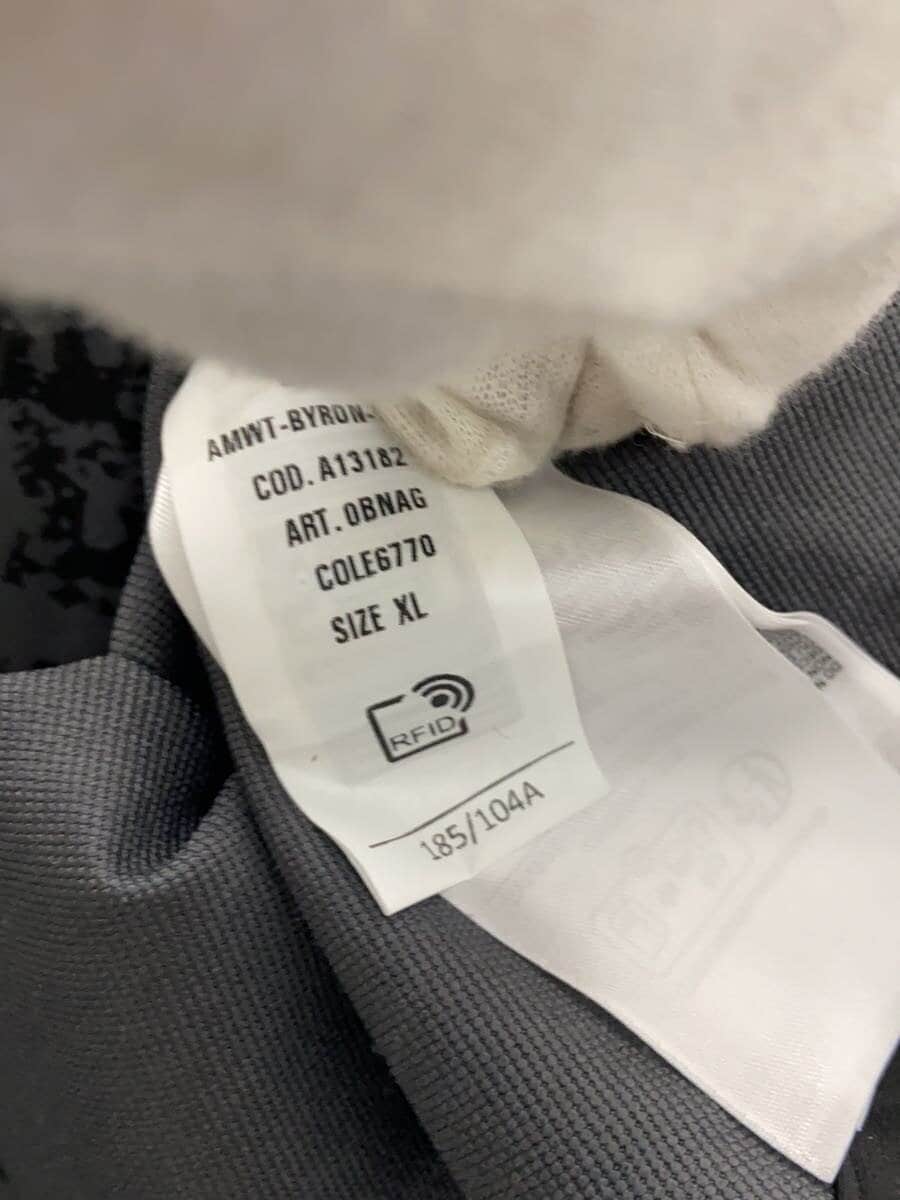 AMWT-BYRON-
COD. A13182
ART. 0BNAG
COLE6770
SIZE XL
RFID
185/104A